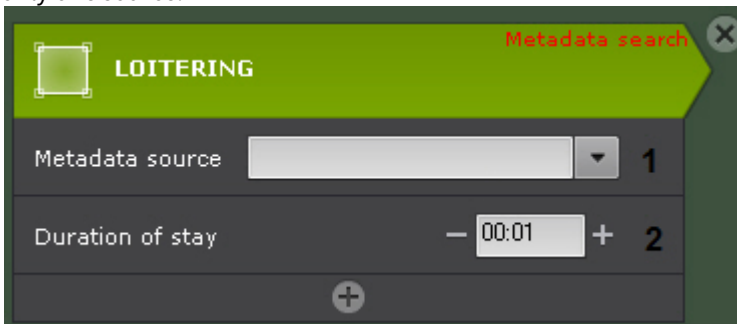 Metadata search
LOITERING
Metadata source 1
Duration of stay – 00:01 + 2